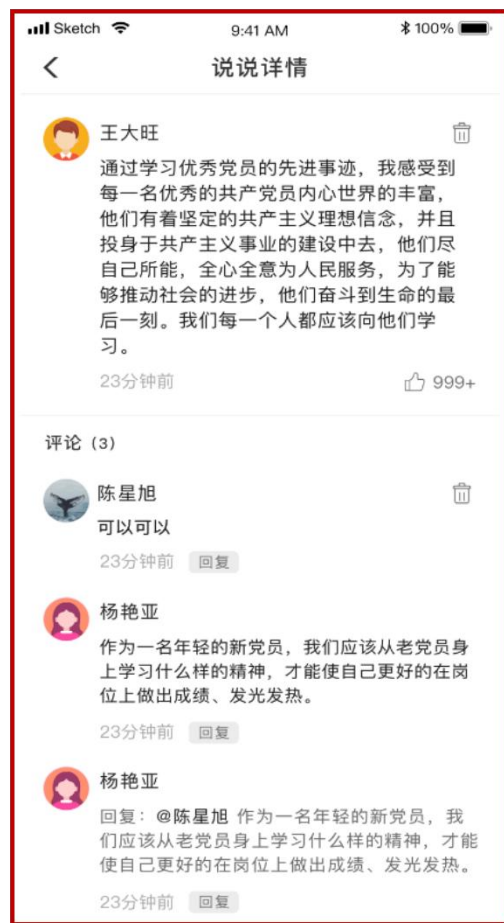 Sketch 9:41 AM 100%
说说详情
王大旺
通过学习优秀党员的先进事迹，我感受到
每一名优秀的共产党员内心世界的丰富，
他们有着坚定的共产主义理想信念，并且
投身于共产主义事业的建设中去，他们尽
自己所能，全心全意为人民服务，为了能
够推动社会的进步，他们奋斗到生命的最
后一刻。我们每一个人都应该向他们学
习。
23分钟前 999+
评论（3）
陈星旭
可以可以
23分钟前 回复
杨艳亚
作为一名年轻的新党员，我们应该从老党员身
上学习什么样的精神，才能使自己更好的在岗
位上做出成绩、发光发热。
23分钟前 回复
杨艳亚
回复：@陈星旭 作为一名年轻的新党员，我
们应该从老党员身上学习什么样的精神，才能
使自己更好的在岗位上做出成绩、发光发热。
23分钟前 回复